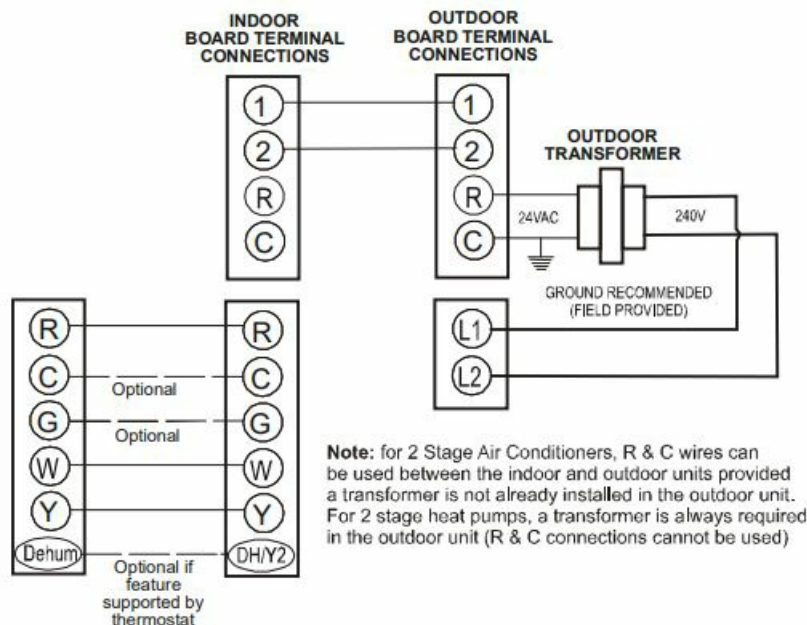 INDOOR
BOARD TERMINAL
CONNECTIONS
OUTDOOR
BOARD TERMINAL
CONNECTIONS
1
2
R
C
1
2
R
C
OUTDOOR
TRANSFORMER
24VAC
240V
GROUND RECOMMENDED
(FIELD PROVIDED)
L1
L2
R
C
G
W
Y
Dehum
Optional
Optional
Optional if
feature
supported by
thermostat
R
C
G
W
Y
DH/Y2
Note: for 2 Stage Air Conditioners, R & C wires can
be used between the indoor and outdoor units provided
a transformer is not already installed in the outdoor unit.
For 2 stage heat pumps, a transformer is always required
in the outdoor unit (R & C connections cannot be used)